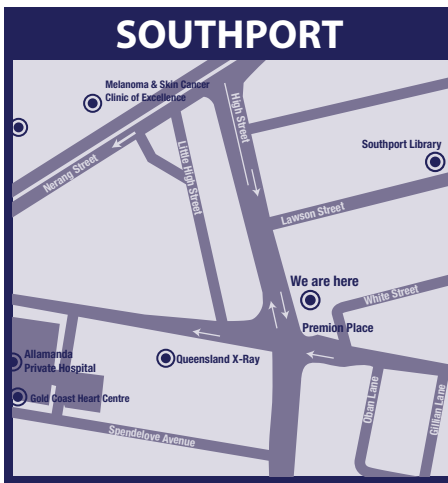 SOUTHPORT
Melanoma & Skin Cancer
Clinic of Excellence
High Street
Southport Library
Nerang Street
Little High Street
Lawson Street
We are here
White Street
Premion Place
Allamanda
Private Hospital
Queensland X-Ray
Gold Coast Heart Centre
Oban Lane
Gillian Lane
Spendelove Avenue